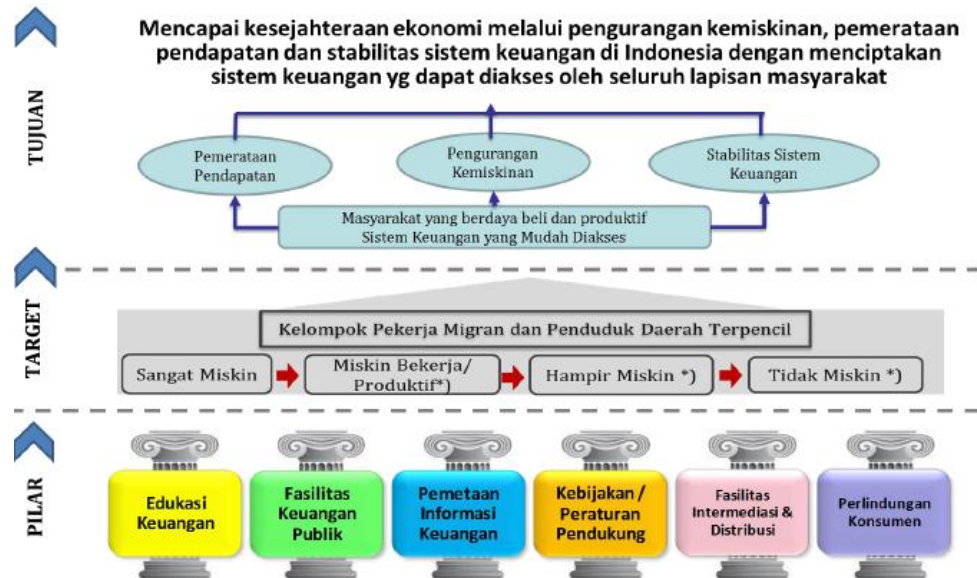 TUJUAN
Mencapai kesejahteraan ekonomi melalui pengurangan kemiskinan, pemerataan
pendapatan dan stabilitas sistem keuangan di Indonesia dengan menciptakan
sistem keuangan yg dapat diakses oleh seluruh lapisan masyarakat
Pemerataan
Pendapatan
Pengurangan
Kemiskinan
Stabilitas Sistem
Keuangan
Masyarakat yang berdaya beli dan produktif
Sistem Keuangan yang Mudah Diakses
TARGET
Kelompok Pekerja Migran dan Penduduk Daerah Terpencil
Sangat Miskin
Miskin Bekerja/
Produktif*)
Hampir Miskin *)
Tidak Miskin *)
PILAR
Edukasi
Keuangan
Fasilitas
Keuangan
Publik
Pemetaan
Informasi
Keuangan
Kebijakan /
Peraturan
Pendukung
Fasilitas
Intermediasi &
Distribusi
Perlindungan
Konsumen